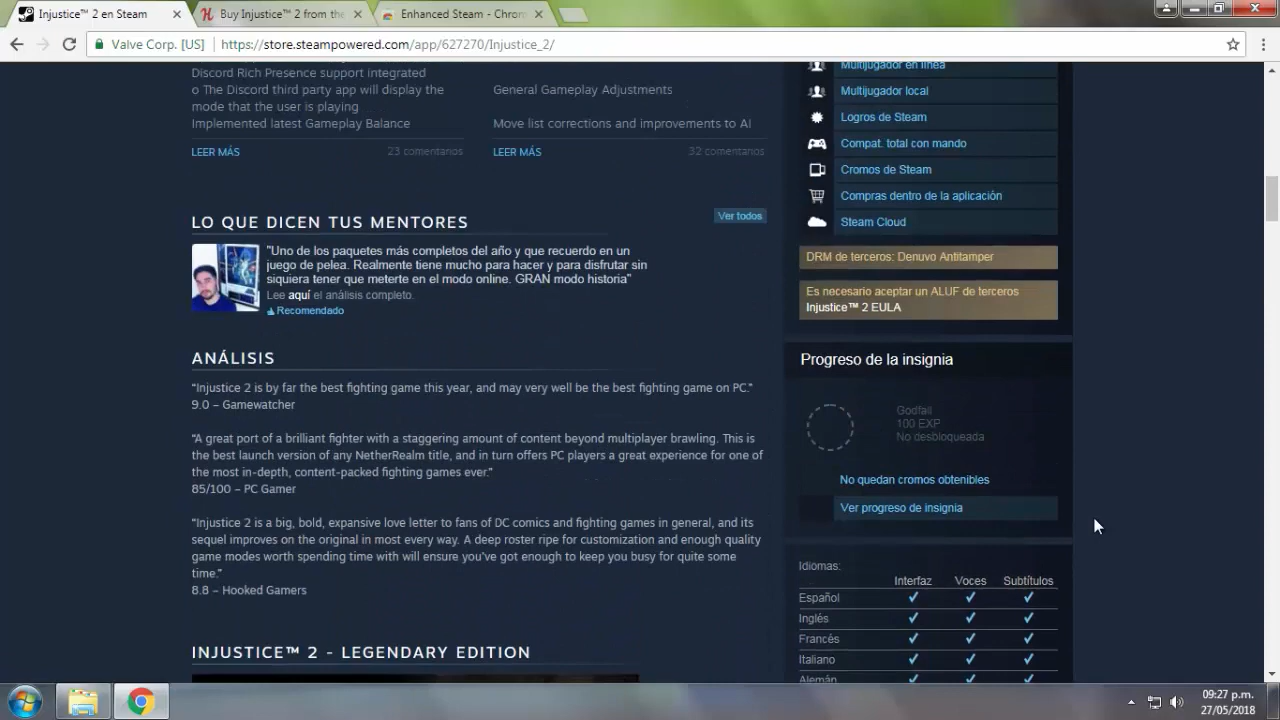 Injustice™ 2 en Steam
Buy Injustice™ 2 from the
Enhanced Steam - Chrom
Valve Corp. [US]
https://store.steampowered.com/app/627270/Injustice_2/
Discord Rich Presence support integrated
o The Discord third party app will display the
mode that the user is playing
Implemented latest Gameplay Balance
LEER MÁS
23 comentarios
General Gameplay Adjustments
Move list corrections and improvements to AI
LEER MÁS
32 comentarios
LO QUE DICEN TUS MENTORES
Ver todos
"Uno de los paquetes más completos del año y que recuerdo en un
juego de pelea. Realmente tiene mucho para hacer y para disfrutar sin
siquiera tener que meterte en el modo online. GRAN modo historia"
Lee aquí el análisis completo.
Recomendado
ANÁLISIS
“Injustice 2 is by far the best fighting game this year, and may very well be the best fighting game on PC.”
9.0 – Gamewatcher
“A great port of a brilliant fighter with a staggering amount of content beyond multiplayer brawling. This is
the best launch version of any NetherRealm title, and in turn offers PC players a great experience for one of
the most in-depth, content-packed fighting games ever.”
85/100 – PC Gamer
“Injustice 2 is a big, bold, expansive love letter to fans of DC comics and fighting games in general, and its
sequel improves on the original in most every way. A deep roster ripe for customization and enough quality
game modes worth spending time with will ensure you’ve got enough to keep you busy for quite some
time.”
8.8 – Hooked Gamers
INJUSTICE™ 2 - LEGENDARY EDITION
Multijugador en línea
Multijugador local
Logros de Steam
Compat. total con mando
Cromos de Steam
Compras dentro de la aplicación
Steam Cloud
DRM de terceros: Denuvo Antitamper
Es necesario aceptar un ALUF de terceros
Injustice™ 2 EULA
Progreso de la insignia
Godfall
100 EXP
No desbloqueada
No quedan cromos obtenibles
Ver progreso de insignia
Idiomas:
Interfaz Voces Subtítulos
Español ✓ ✓ ✓
Inglés ✓ ✓ ✓
Francés ✓ ✓ ✓
Italiano ✓ ✓ ✓
Alemán ✓ ✓ ✓
09:27 p.m.
27/05/2018